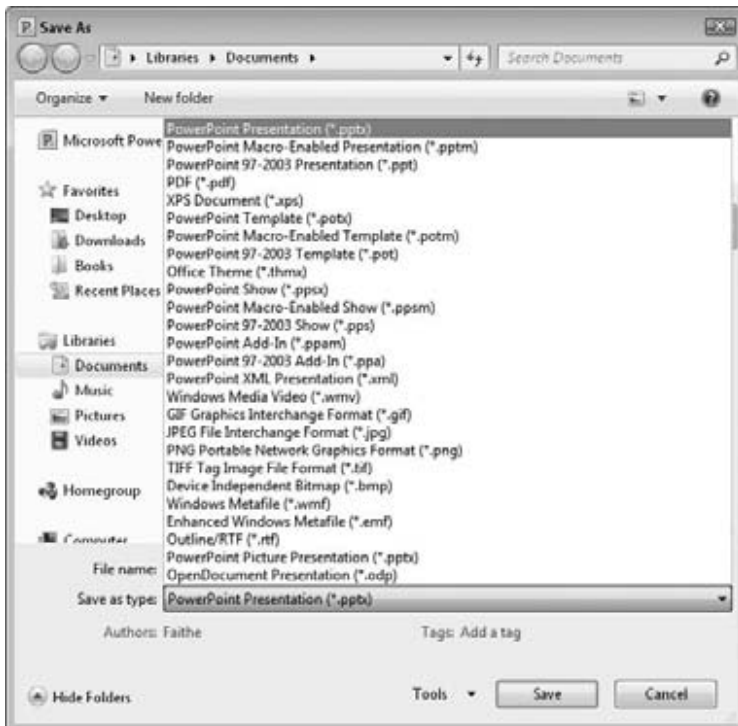 Save As
Libraries Documents
Search Documents
Organize
New folder
Microsoft Powe
Favorites
Desktop
Downloads
Books
Recent Places
Libraries
Documents
Music
Pictures
Videos
Homegroup
Computer
PowerPoint Presentation (*.pptx)
PowerPoint Macro-Enabled Presentation (*.pptm)
PowerPoint 97-2003 Presentation (*.ppt)
PDF (*.pdf)
XPS Document (*.xps)
PowerPoint Template (*.potx)
PowerPoint Macro-Enabled Template (*.potm)
PowerPoint 97-2003 Template (*.pot)
Office Theme (*.thmx)
PowerPoint Show (*.ppsx)
PowerPoint Macro-Enabled Show (*.ppsm)
PowerPoint 97-2003 Show (*.pps)
PowerPoint Add-In (*.ppam)
PowerPoint 97-2003 Add-In (*.ppa)
PowerPoint XML Presentation (*.xml)
Windows Media Video (*.wmv)
GIF Graphics Interchange Format (*.gif)
JPEG File Interchange Format (*.jpg)
PNG Portable Network Graphics Format (*.png)
TIFF Tag Image File Format (*.tif)
Device Independent Bitmap (*.bmp)
Windows Metafile (*.wmf)
Enhanced Windows Metafile (*.emf)
Outline/RTF (*.rtf)
PowerPoint Picture Presentation (*.pptx)
OpenDocument Presentation (*.odp)
File name:
Save as type: PowerPoint Presentation (*.pptx)
Authors: Faithe
Tags: Add a tag
Hide Folders
Tools
Save
Cancel